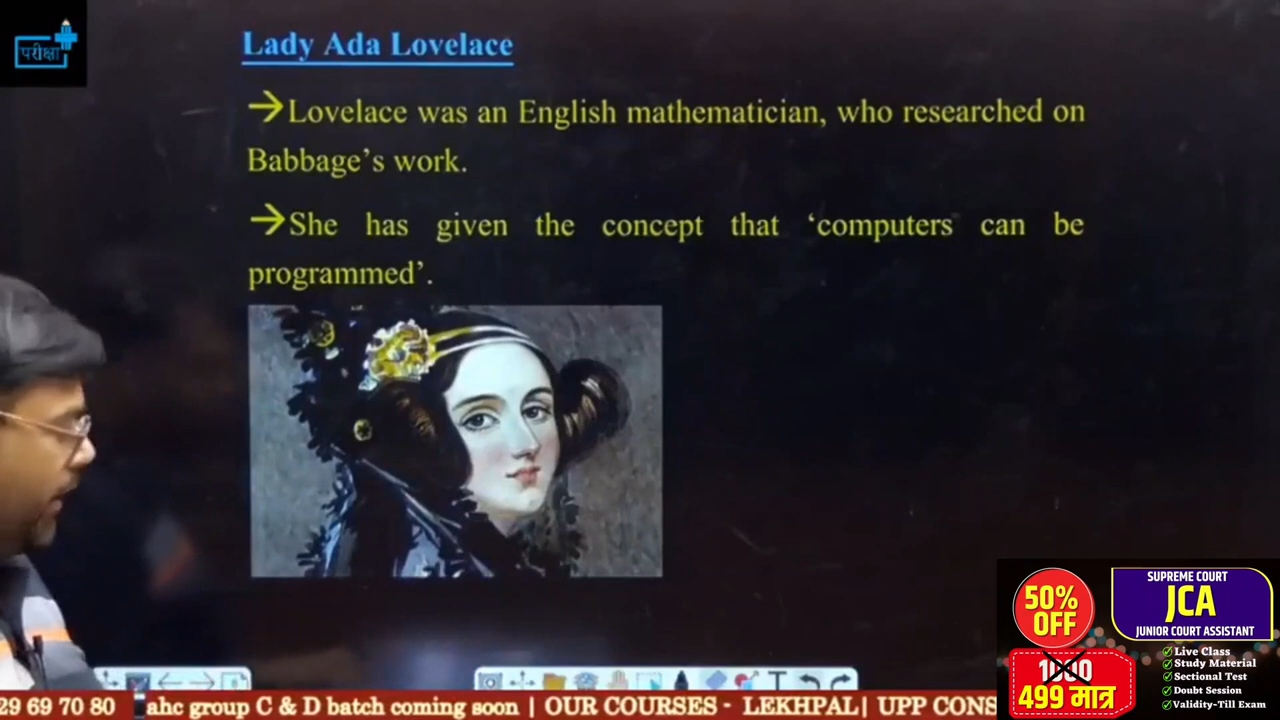 परीक्षा
Lady Ada Lovelace
→Lovelace was an English mathematician, who researched on
Babbage's work.
→She has given the concept that 'computers can be
programmed'.
50%
OFF
1000
499 मात्र
SUPREME COURT
JCA
JUNIOR COURT ASSISTANT
Live Class
Study Material
Sectional Test
Doubt Session
Validity-Till Exam
29 69 70 80 ahc group C & D batch coming soon | OUR COURSES - LEKHPAL| UPP CONS